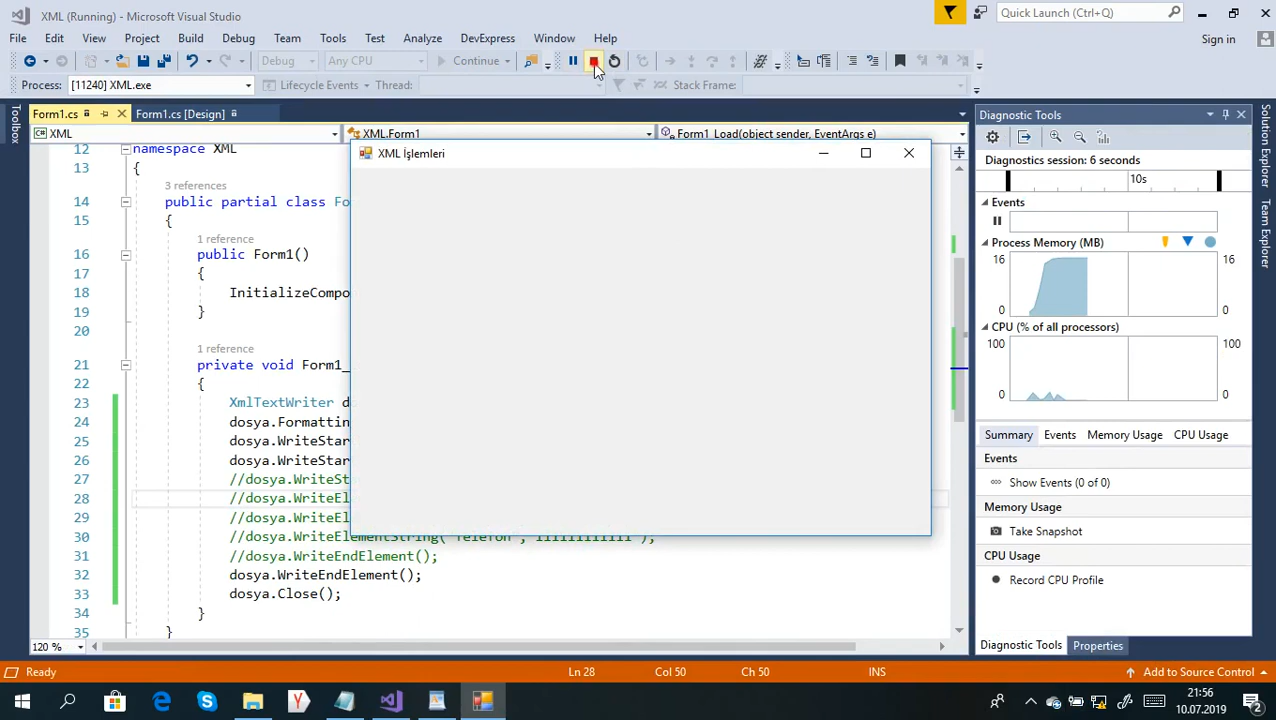 XML (Running) - Microsoft Visual Studio
Quick Launch (Ctrl+Q)
File Edit View Project Build Debug Team Tools Test Analyze DevExpress Window Help
Sign in
Debug Any CPU Continue
Process: [11240] XML.exe Lifecycle Events Thread: Stack Frame:
Toolbox
Form1.cs Form1.cs [Design]
XML XML.Form1 Form1_Load(object sender, EventArgs e)
XML İşlemleri
12 namespace XML
13 {
3 references
14 public partial class Fo
15 {
1 reference
16 public Form1()
17 {
18 InitializeCompo
19 }
20
1 reference
21 private void Form1_
22 {
23 XmlTextWriter d
24 dosya.Formattin
25 dosya.WriteStar
26 dosya.WriteStar
27 //dosya.WriteSt
28 //dosya.WriteEl
29 //dosya.WriteEl
30 //dosya.WriteElementString("Telefon",
31 //dosya.WriteEndElement();
32 dosya.WriteEndElement();
33 dosya.Close();
34 }
35 }
120 %
Diagnostic Tools
Diagnostics session: 6 seconds
10s
Events
Process Memory (MB)
16 16
0 0
CPU (% of all processors)
100 100
0 0
Summary Events Memory Usage CPU Usage
Events
Show Events (0 of 0)
Memory Usage
Take Snapshot
CPU Usage
Record CPU Profile
Diagnostic Tools Properties
Solution Explorer
Team Explorer
Ready Ln 28 Col 50 Ch 50 INS Add to Source Control
21:56
10.07.2019
2